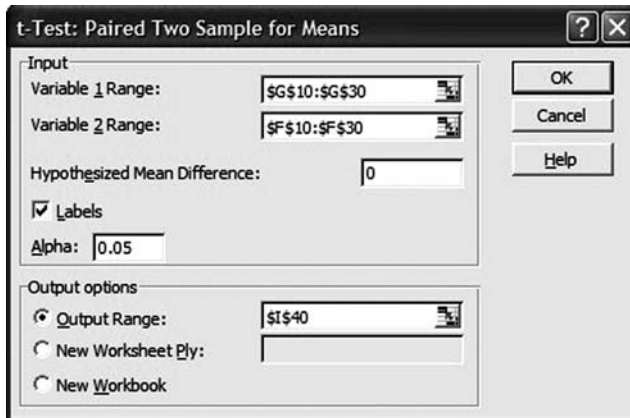 t-Test: Paired Two Sample for Means
Input
Variable 1 Range: $G$10:$G$30
Variable 2 Range: $F$10:$F$30
Hypothesized Mean Difference: 0
Labels
Alpha: 0.05
OK
Cancel
Help
Output options
Output Range: $I$40
New Worksheet Ply:
New Workbook